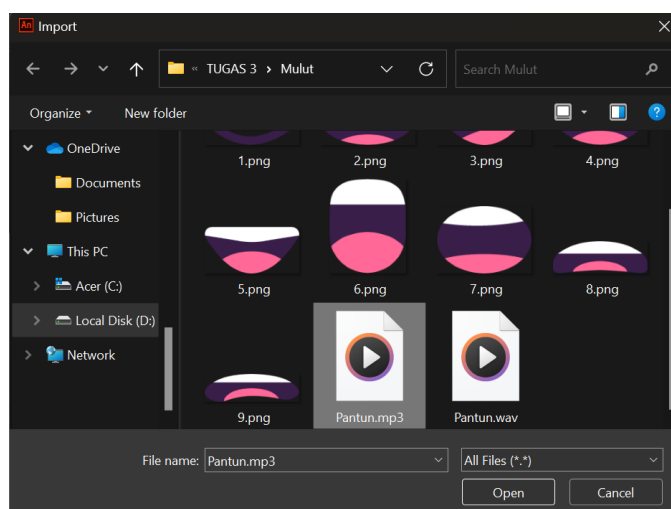 An Import
« TUGAS 3 > Mulut
Search Mulut
Organize
New folder
?
OneDrive
Documents
Pictures
This PC
Acer (C:)
Local Disk (D:)
Network
1.png
2.png
3.png
4.png
5.png
6.png
7.png
8.png
9.png
Pantun.mp3
Pantun.wav
File name: Pantun.mp3
All Files (*.*)
Open
Cancel